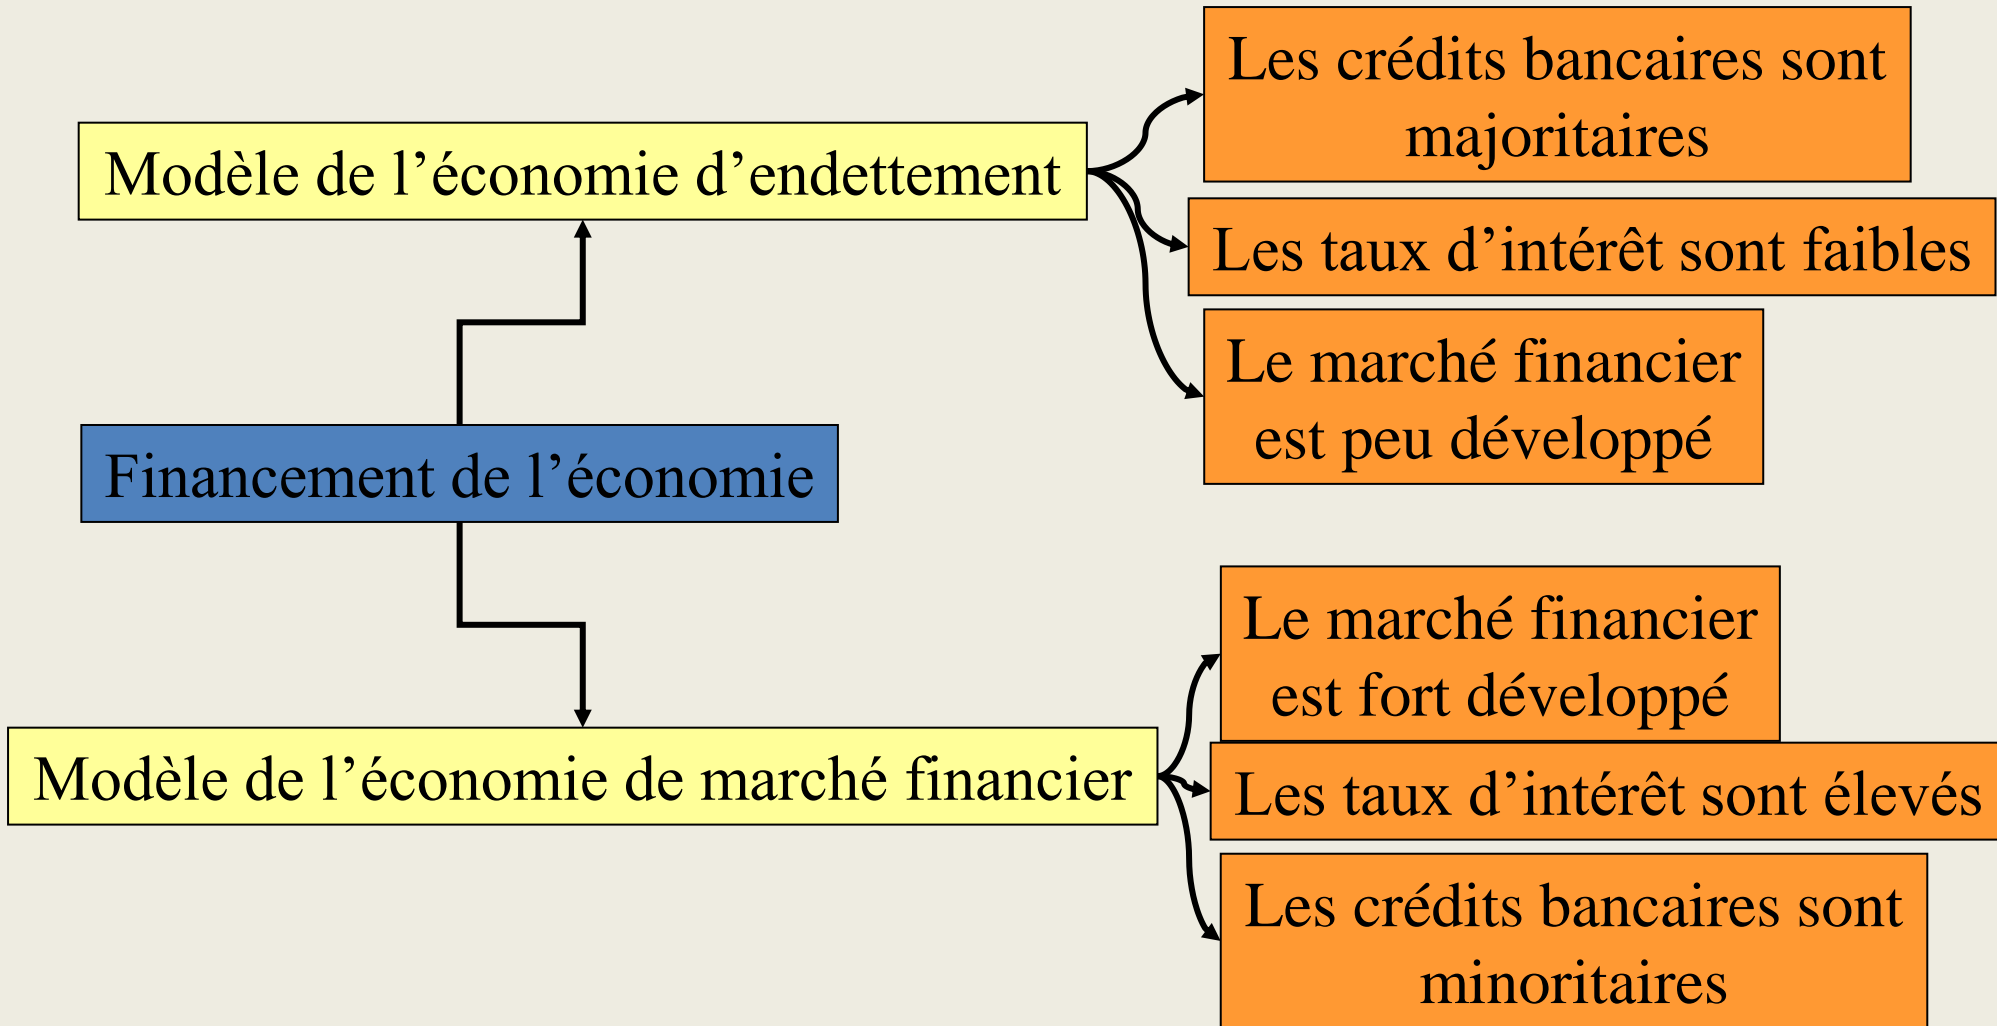 Les crédits bancaires sont
majoritaires
Modèle de l’économie d’endettement
Les taux d’intérêt sont faibles
Le marché financier
est peu développé
Financement de l’économie
Le marché financier
est fort développé
Modèle de l’économie de marché financier
Les taux d’intérêt sont élevés
Les crédits bancaires sont
minoritaires